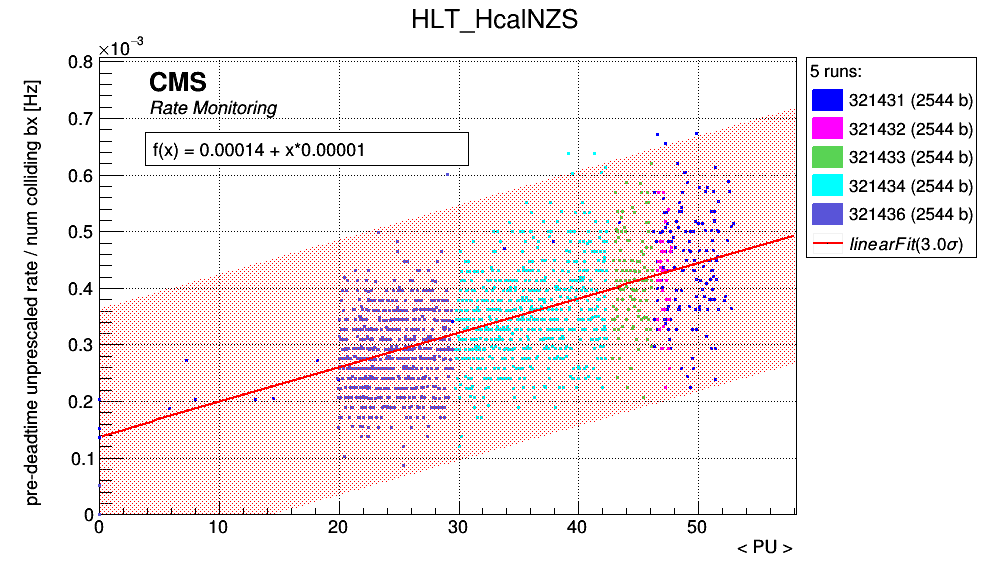 HLT_HcalNZS
×10⁻³
CMS
Rate Monitoring
f(x) = 0.00014 + x*0.00001
pre-deadtime unprescaled rate / num colliding bx [Hz]
0.8
0.7
0.6
0.5
0.4
0.3
0.2
0.1
0
0 10 20 30 40 50
< PU >
5 runs:
321431 (2544 b)
321432 (2544 b)
321433 (2544 b)
321434 (2544 b)
321436 (2544 b)
linearFit(3.0σ)